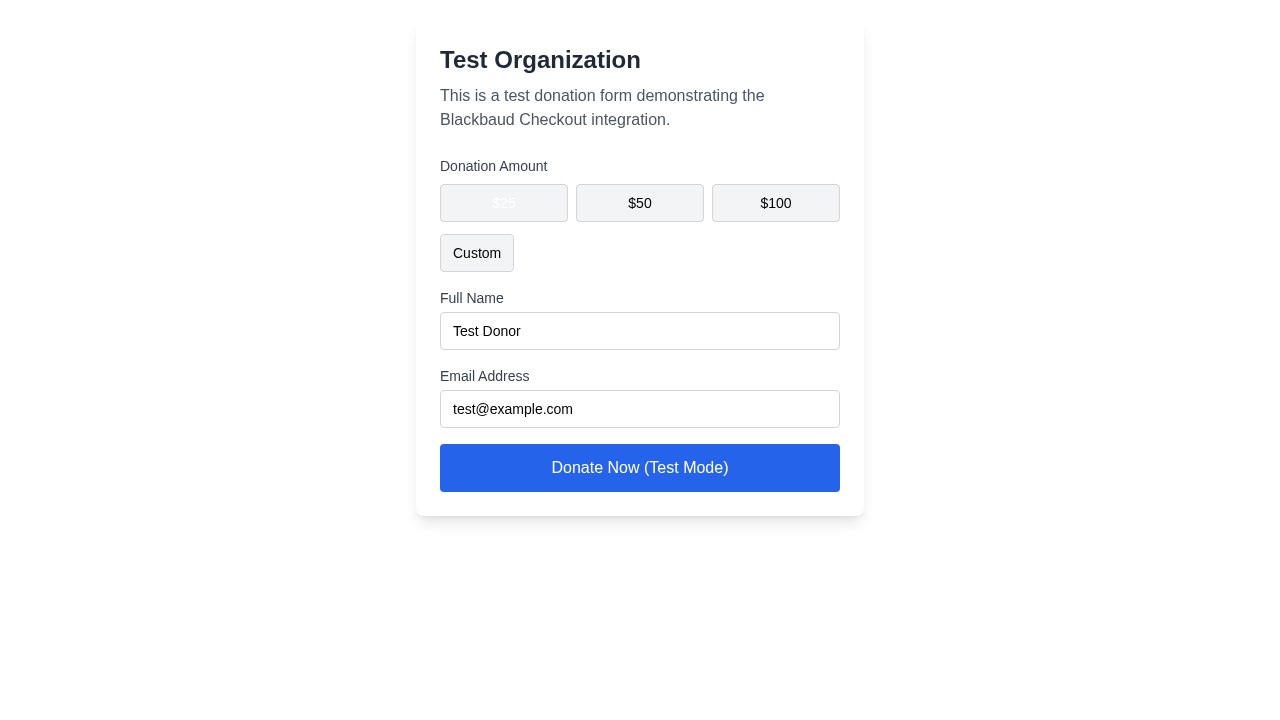 Test Organization
This is a test donation form demonstrating the
Blackbaud Checkout integration.
Donation Amount
$25 $50 $100
Custom
Full Name
Test Donor
Email Address
test@example.com
Donate Now (Test Mode)